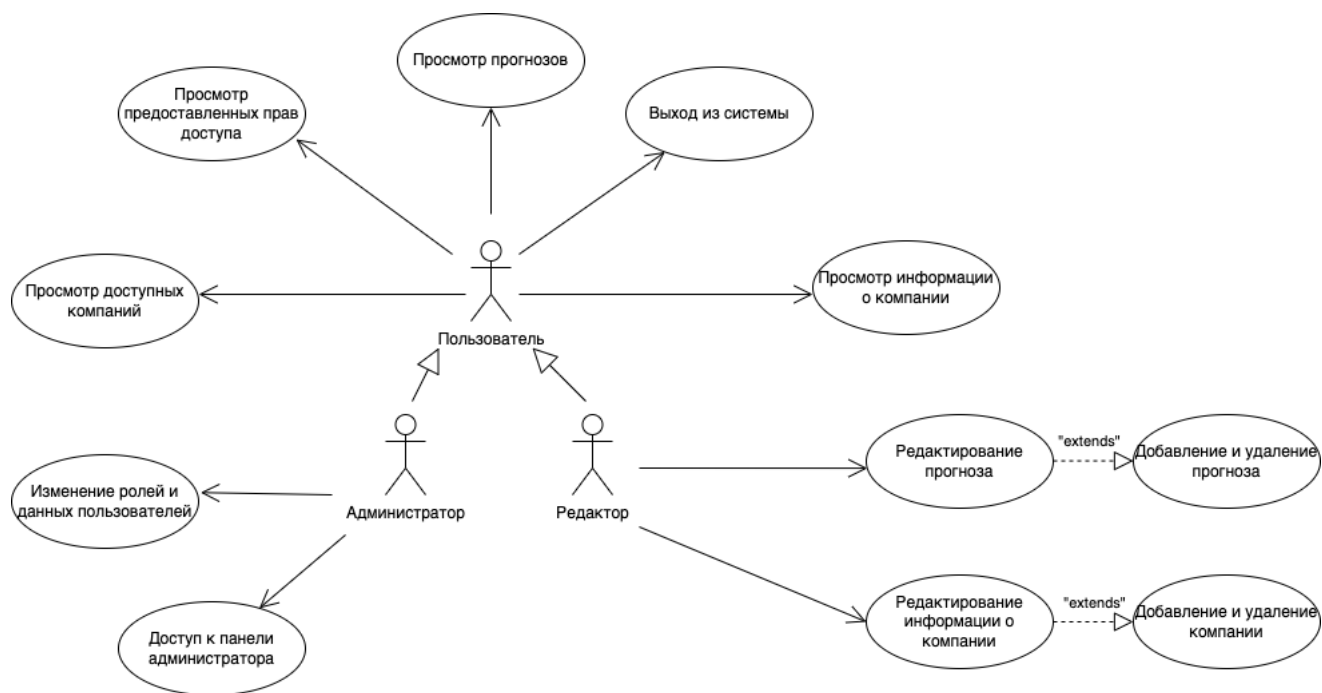 Просмотр прогнозов
Просмотр
предоставленных прав
доступа
Выход из системы
Просмотр доступных
компаний
Просмотр информации
о компании
Пользователь
Редактирование
прогноза
"extends"
Добавление и удаление
прогноза
Изменение ролей и
данных пользователей
Администратор
Редактор
Редактирование
информации о
компании
"extends"
Добавление и удаление
компании
Доступ к панели
администратора